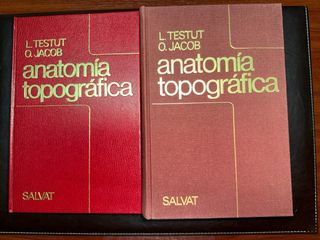 L. TESTUT
O. JACOB
anatomía
topográfica
SALVAT
L. TESTUT
O. JACOB
anatomía
topográfica
SALVAT